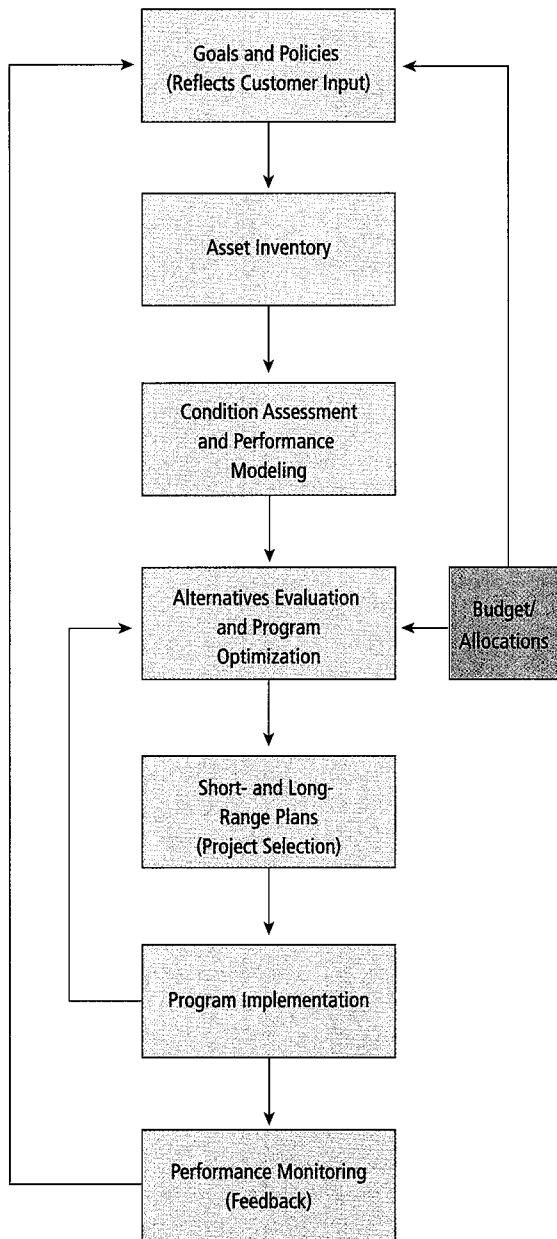 Goals and Policies
(Reflects Customer Input)
Asset Inventory
Condition Assessment
and Performance
Modeling
Alternatives Evaluation
and Program
Optimization
Budget/
Allocations
Short- and Long-
Range Plans
(Project Selection)
Program Implementation
Performance Monitoring
(Feedback)